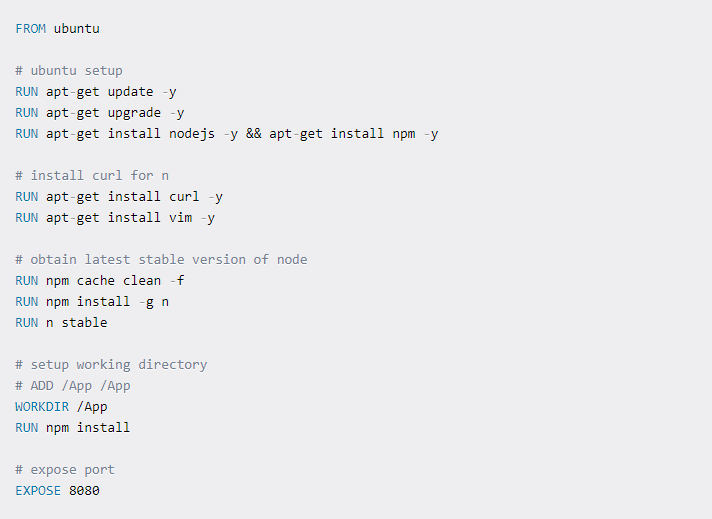 FROM ubuntu
# ubuntu setup
RUN apt-get update -y
RUN apt-get upgrade -y
RUN apt-get install nodejs -y && apt-get install npm -y
# install curl for n
RUN apt-get install curl -y
RUN apt-get install vim -y
# obtain latest stable version of node
RUN npm cache clean -f
RUN npm install -g n
RUN n stable
# setup working directory
# ADD /App /App
WORKDIR /App
RUN npm install
# expose port
EXPOSE 8080